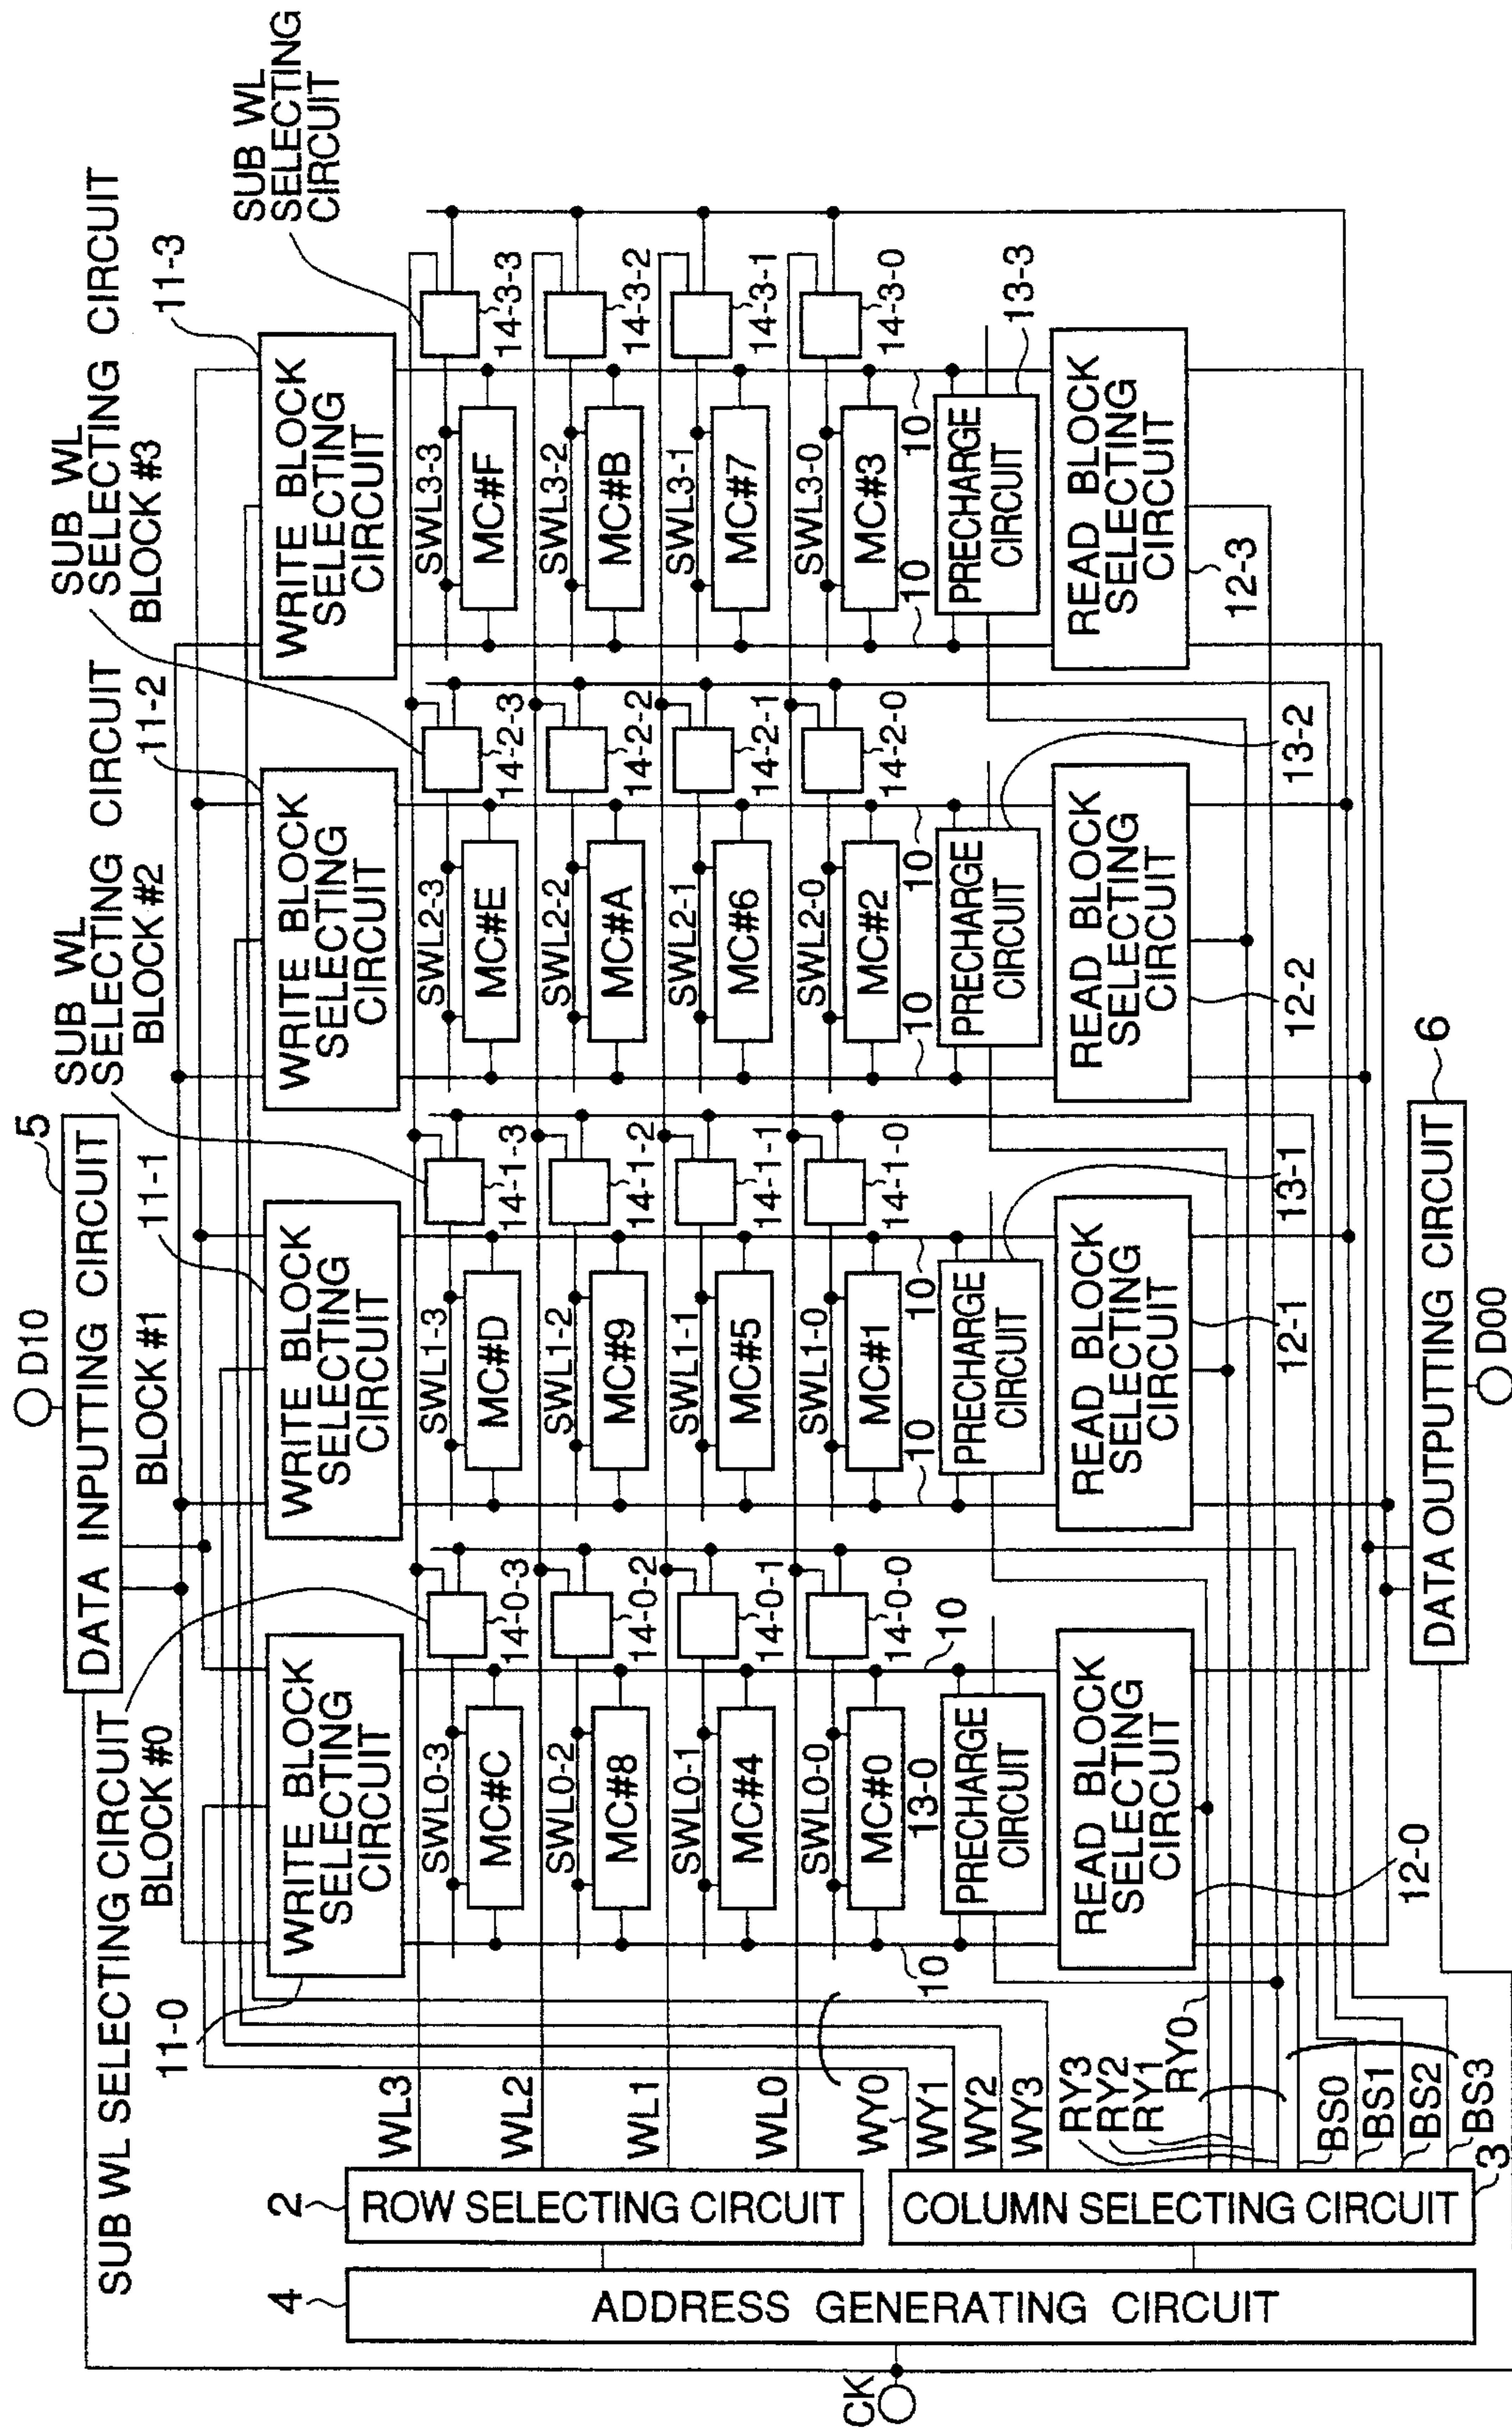 D10
5
DATA INPUTTING CIRCUIT
SUB WL SELECTING CIRCUIT
BLOCK #0
11-0
WRITE BLOCK
SELECTING
CIRCUIT
BLOCK #1
11-1
WRITE BLOCK
SELECTING
CIRCUIT
SUB WL
SELECTING CIRCUIT
BLOCK #2
11-2
WRITE BLOCK
SELECTING
CIRCUIT
SUB WL
SELECTING CIRCUIT
BLOCK #3
11-3
WRITE BLOCK
SELECTING
CIRCUIT
SUB WL
SELECTING
CIRCUIT
WL3
SWL0-3
MC#C
14-0-3
SWL1-3
MC#D
14-1-3
SWL2-3
MC#E
14-2-3
SWL3-3
MC#F
14-3-3
WL2
SWL0-2
MC#8
14-0-2
SWL1-2
MC#9
14-1-2
SWL2-2
MC#A
14-2-2
SWL3-2
MC#B
14-3-2
WL1
SWL0-1
MC#4
14-0-1
SWL1-1
MC#5
14-1-1
SWL2-1
MC#6
14-2-1
SWL3-1
MC#7
14-3-1
WL0
SWL0-0
MC#0
14-0-0
SWL1-0
MC#1
14-1-0
SWL2-0
MC#2
14-2-0
SWL3-0
MC#3
14-3-0
10
13-0
10
10
10
10
10
10
10
PRECHARGE
CIRCUIT
PRECHARGE
CIRCUIT
13-1
PRECHARGE
CIRCUIT
13-2
PRECHARGE
CIRCUIT
13-3
READ BLOCK
SELECTING
CIRCUIT
12-0
READ BLOCK
SELECTING
CIRCUIT
12-1
READ BLOCK
SELECTING
CIRCUIT
12-2
READ BLOCK
SELECTING
CIRCUIT
12-3
2
ROW SELECTING CIRCUIT
WY0
WY1
WY2
WY3
RY3
RY2
RY1
RY0
BS0
BS1
BS2
BS3
COLUMN SELECTING CIRCUIT
3
4
ADDRESS GENERATING CIRCUIT
CK
6
DATA OUTPUTTING CIRCUIT
D00